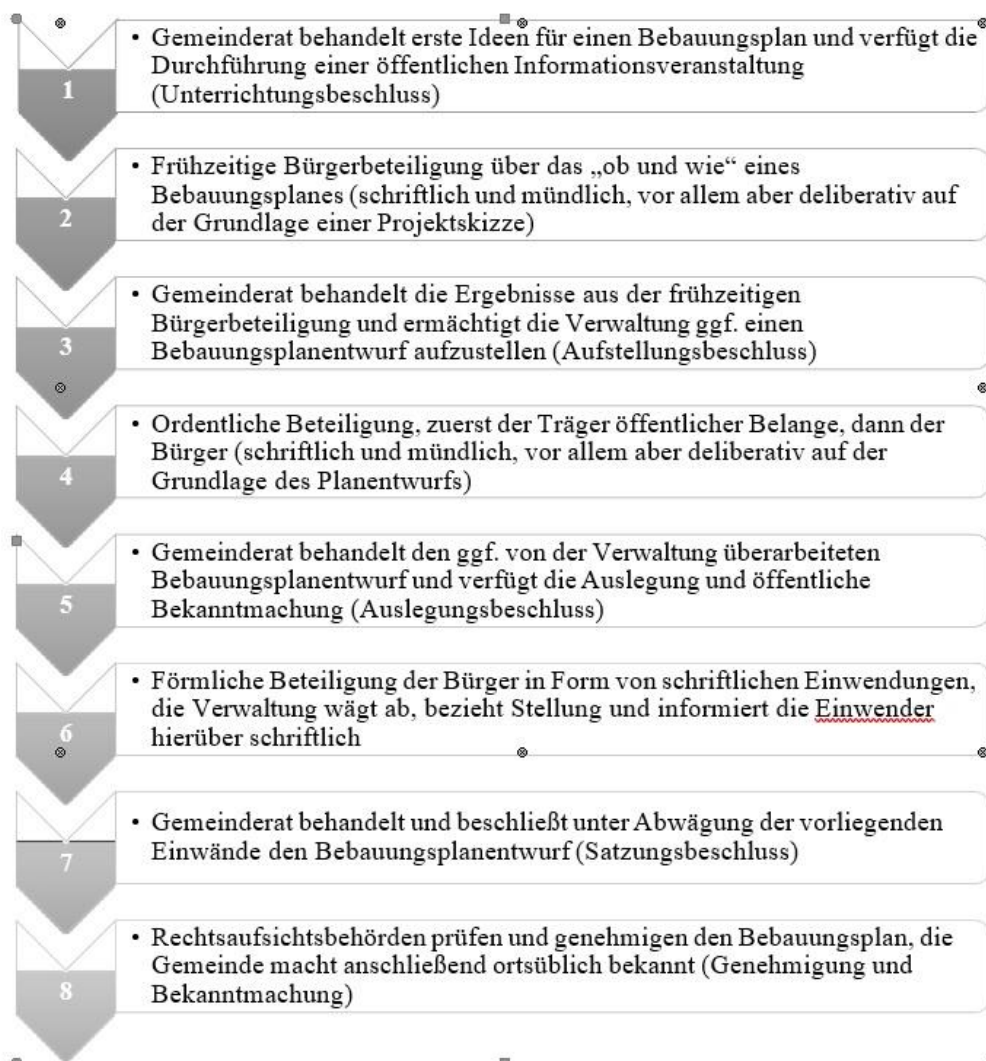 1
• Gemeinderat behandelt erste Ideen für einen Bebauungsplan und verfügt die
Durchführung einer öffentlichen Informationsveranstaltung
(Unterrichtungsbeschluss)
2
• Frühzeitige Bürgerbeteiligung über das „ob und wie“ eines
Bebauungsplanes (schriftlich und mündlich, vor allem aber deliberativ auf
der Grundlage einer Projektskizze)
3
• Gemeinderat behandelt die Ergebnisse aus der frühzeitigen
Bürgerbeteiligung und ermächtigt die Verwaltung ggf. einen
Bebauungsplanentwurf aufzustellen (Aufstellungsbeschluss)
4
• Ordentliche Beteiligung, zuerst der Träger öffentlicher Belange, dann der
Bürger (schriftlich und mündlich, vor allem aber deliberativ auf der
Grundlage des Planentwurfs)
5
• Gemeinderat behandelt den ggf. von der Verwaltung überarbeiteten
Bebauungsplanentwurf und verfügt die Auslegung und öffentliche
Bekanntmachung (Auslegungsbeschluss)
6
• Förmliche Beteiligung der Bürger in Form von schriftlichen Einwendungen,
die Verwaltung wägt ab, bezieht Stellung und informiert die Einwender
hierüber schriftlich
7
• Gemeinderat behandelt und beschließt unter Abwägung der vorliegenden
Einwände den Bebauungsplanentwurf (Satzungsbeschluss)
8
• Rechtsaufsichtsbehörden prüfen und genehmigen den Bebauungsplan, die
Gemeinde macht anschließend ortsüblich bekannt (Genehmigung und
Bekanntmachung)